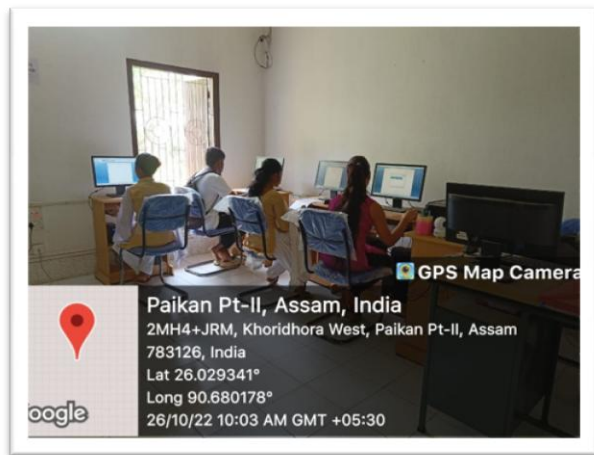 GPS Map Camera
Paikan Pt-II, Assam, India
2MH4+JRM, Khoridhora West, Paikan Pt-II, Assam
783126, India
Lat 26.029341°
Long 90.680178°
26/10/22 10:03 AM GMT +05:30
oogle